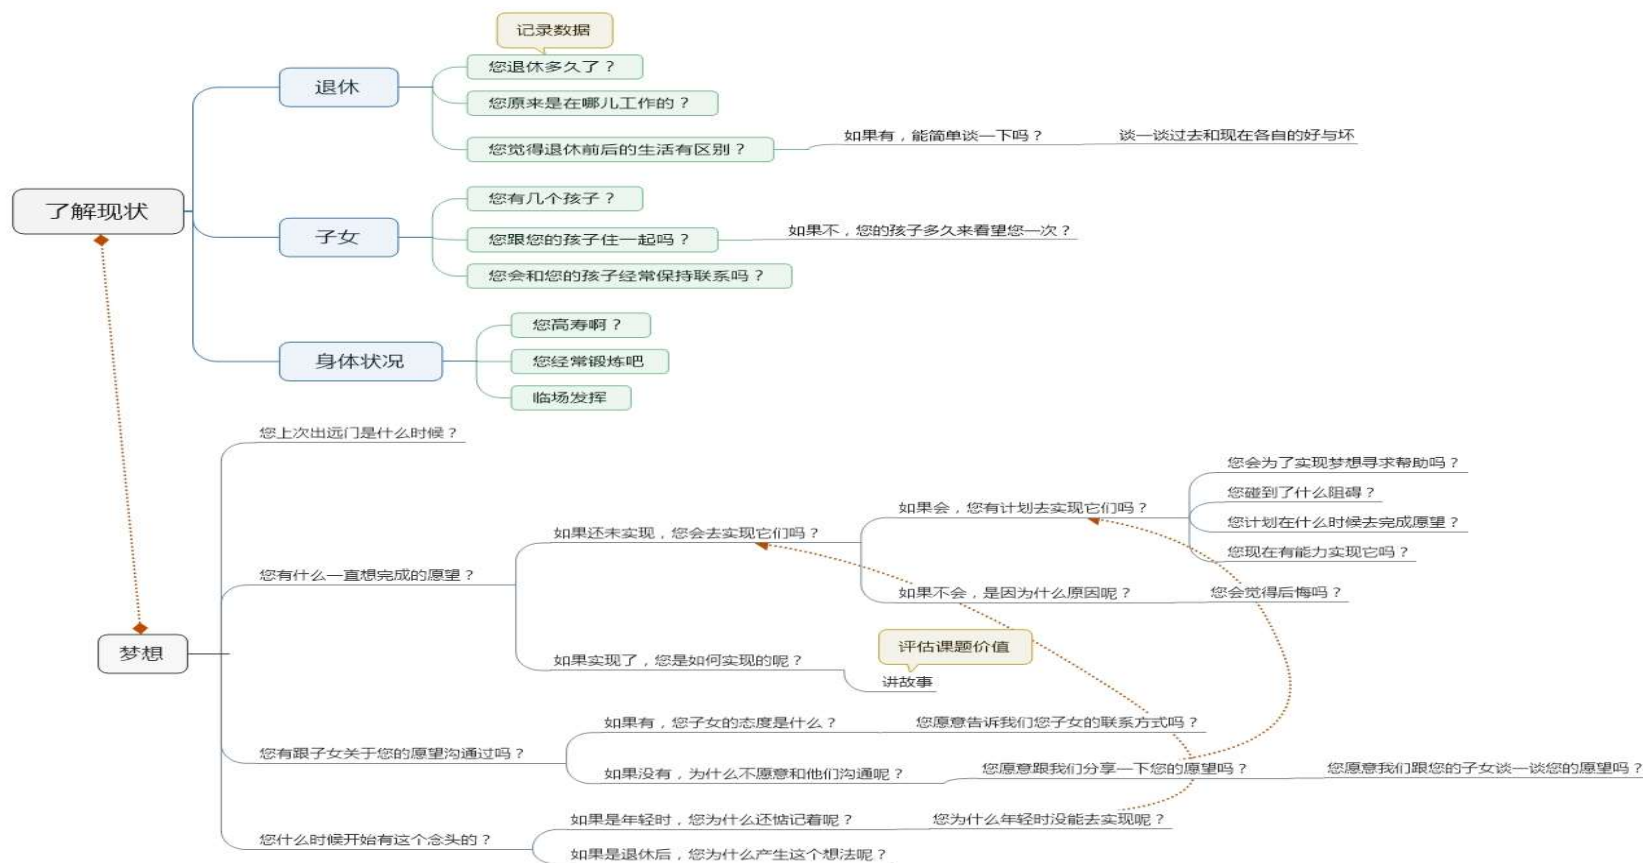 记录数据
了解现状
退休
您退休多久了？
您原来是在哪儿工作的？
您觉得退休前后的生活有区别？
如果有，能简单谈一下吗？
谈一谈过去和现在各自的好与坏
子女
您有几个孩子？
您跟您的孩子住一起吗？
如果不，您的孩子多久来看望您一次？
您会和您的孩子经常保持联系吗？
身体状况
您高寿啊？
您经常锻炼吧
临场发挥
梦想
您上次出远门是什么时候？
您有什么一直想完成的愿望？
如果还未实现，您会去实现它们吗？
如果会，您有计划去实现它们吗？
您会为了实现梦想寻求帮助吗？
您碰到了什么阻碍？
您计划在什么时候去完成愿望？
您现在有能力实现它吗？
如果不会，是因为什么原因呢？
您会觉得后悔吗？
如果实现了，您是如何实现的呢？
评估课题价值
讲故事
您有跟子女关于您的愿望沟通过吗？
如果有，您子女的态度是什么？
您愿意告诉我们您子女的联系方式吗？
如果没有，为什么不愿意和他们沟通呢？
您愿意跟我们分享一下您的愿望吗？
您愿意我们跟您的子女谈一谈您的愿望吗？
您什么时候开始有这个念头的？
如果是年轻时，您为什么还惦记着呢？
您为什么年轻时没能去实现呢？
如果是退休后，您为什么产生这个想法呢？